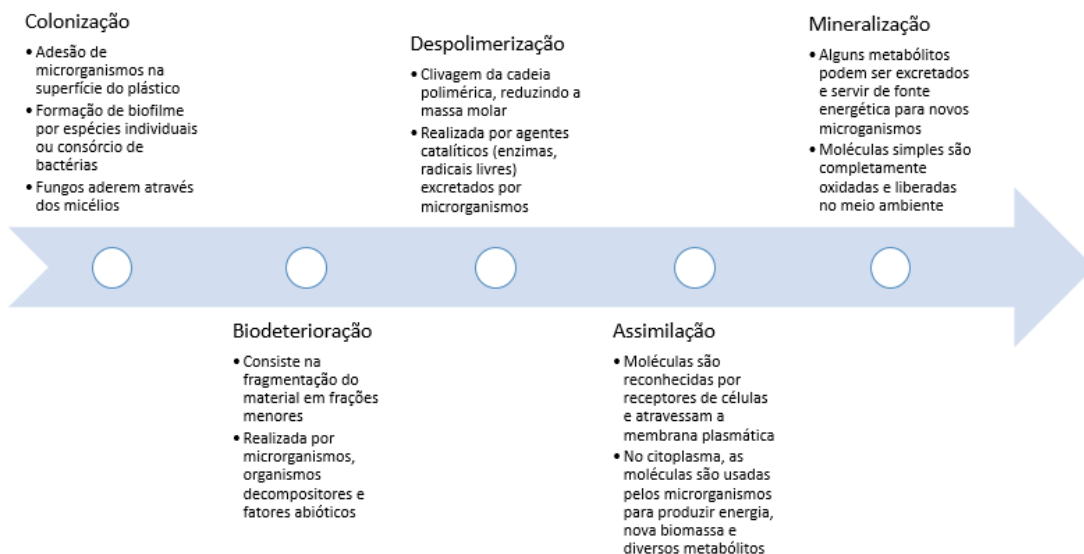 Colonização
• Adesão de
microrganismos na
superfície do plástico
• Formação de biofilme
por espécies individuais
ou consórcio de
bactérias
• Fungos aderem através
dos micélios
Biodeterioração
• Consiste na
fragmentação do
material em frações
menores
• Realizada por
microrganismos,
organismos
decompositores e
fatores abióticos
Despolimerização
• Clivagem da cadeia
polimérica, reduzindo a
massa molar
• Realizada por agentes
catalíticos (enzimas,
radicais livres)
excretados por
microrganismos
Assimilação
• Moléculas são
reconhecidas por
receptores de células
e atravessam a
membrana plasmática
• No citoplasma, as
moléculas são usadas
pelos microrganismos
para produzir energia,
nova biomassa e
diversos metabólitos
Mineralização
• Alguns metabólitos
podem ser excretados
e servir de fonte
energética para novos
microganismos
• Moléculas simples são
completamente
oxidadas e liberadas
no meio ambiente